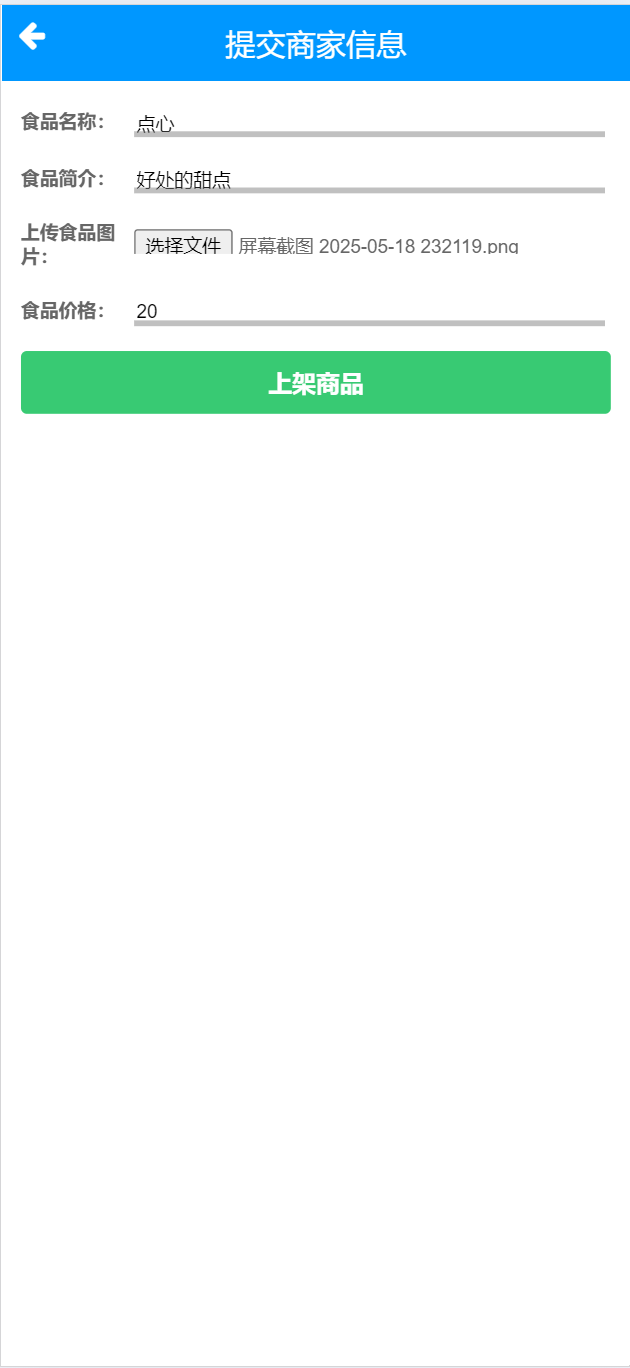 提交商家信息
食品名称：
点心
食品简介：
好处的甜点
上传食品图
片：
选择文件 屏幕截图 2025-05-18 232119.png
食品价格：
20
上架商品